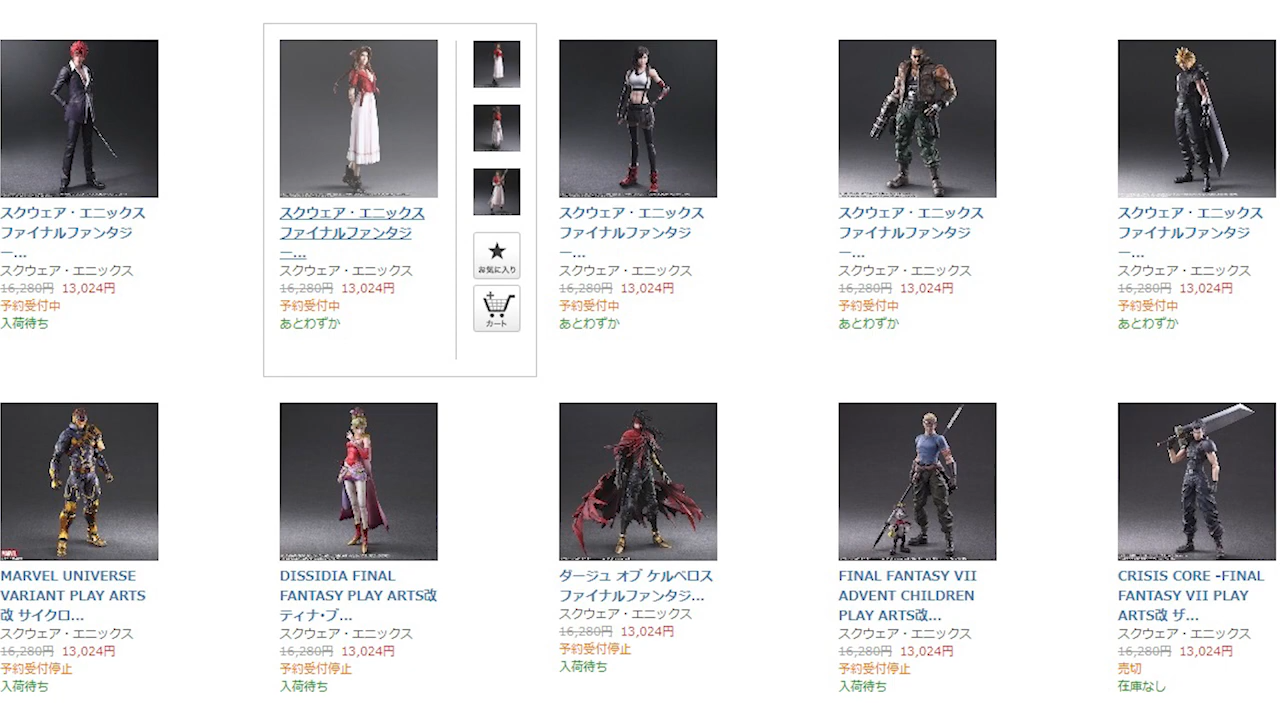 スクウェア・エニックス
ファイナルファンタジ
ー...
スクウェア・エニックス
16,280円 13,024円
予約受付中
入荷待ち
スクウェア・エニックス
ファイナルファンタジ
ー...
スクウェア・エニックス
16,280円 13,024円
予約受付中
あとわずか
お気に入り
カート
スクウェア・エニックス
ファイナルファンタジ
ー...
スクウェア・エニックス
16,280円 13,024円
予約受付中
あとわずか
スクウェア・エニックス
ファイナルファンタジ
ー...
スクウェア・エニックス
16,280円 13,024円
予約受付中
あとわずか
スクウェア・エニックス
ファイナルファンタジ
ー...
スクウェア・エニックス
16,280円 13,024円
予約受付中
あとわずか
MARVEL
MARVEL UNIVERSE
VARIANT PLAY ARTS
改 サイクロ...
スクウェア・エニックス
16,280円 13,024円
予約受付停止
入荷待ち
DISSIDIA FINAL
FANTASY PLAY ARTS改
ティナ・ブ...
スクウェア・エニックス
16,280円 13,024円
予約受付停止
入荷待ち
ダージュ オブ ケルベロス
ファイナルファンタジ...
スクウェア・エニックス
16,280円 13,024円
予約受付停止
入荷待ち
FINAL FANTASY VII
ADVENT CHILDREN
PLAY ARTS改...
スクウェア・エニックス
16,280円 13,024円
予約受付停止
入荷待ち
CRISIS CORE -FINAL
FANTASY VII PLAY
ARTS改 ザ...
スクウェア・エニックス
16,280円 13,024円
売切
在庫なし